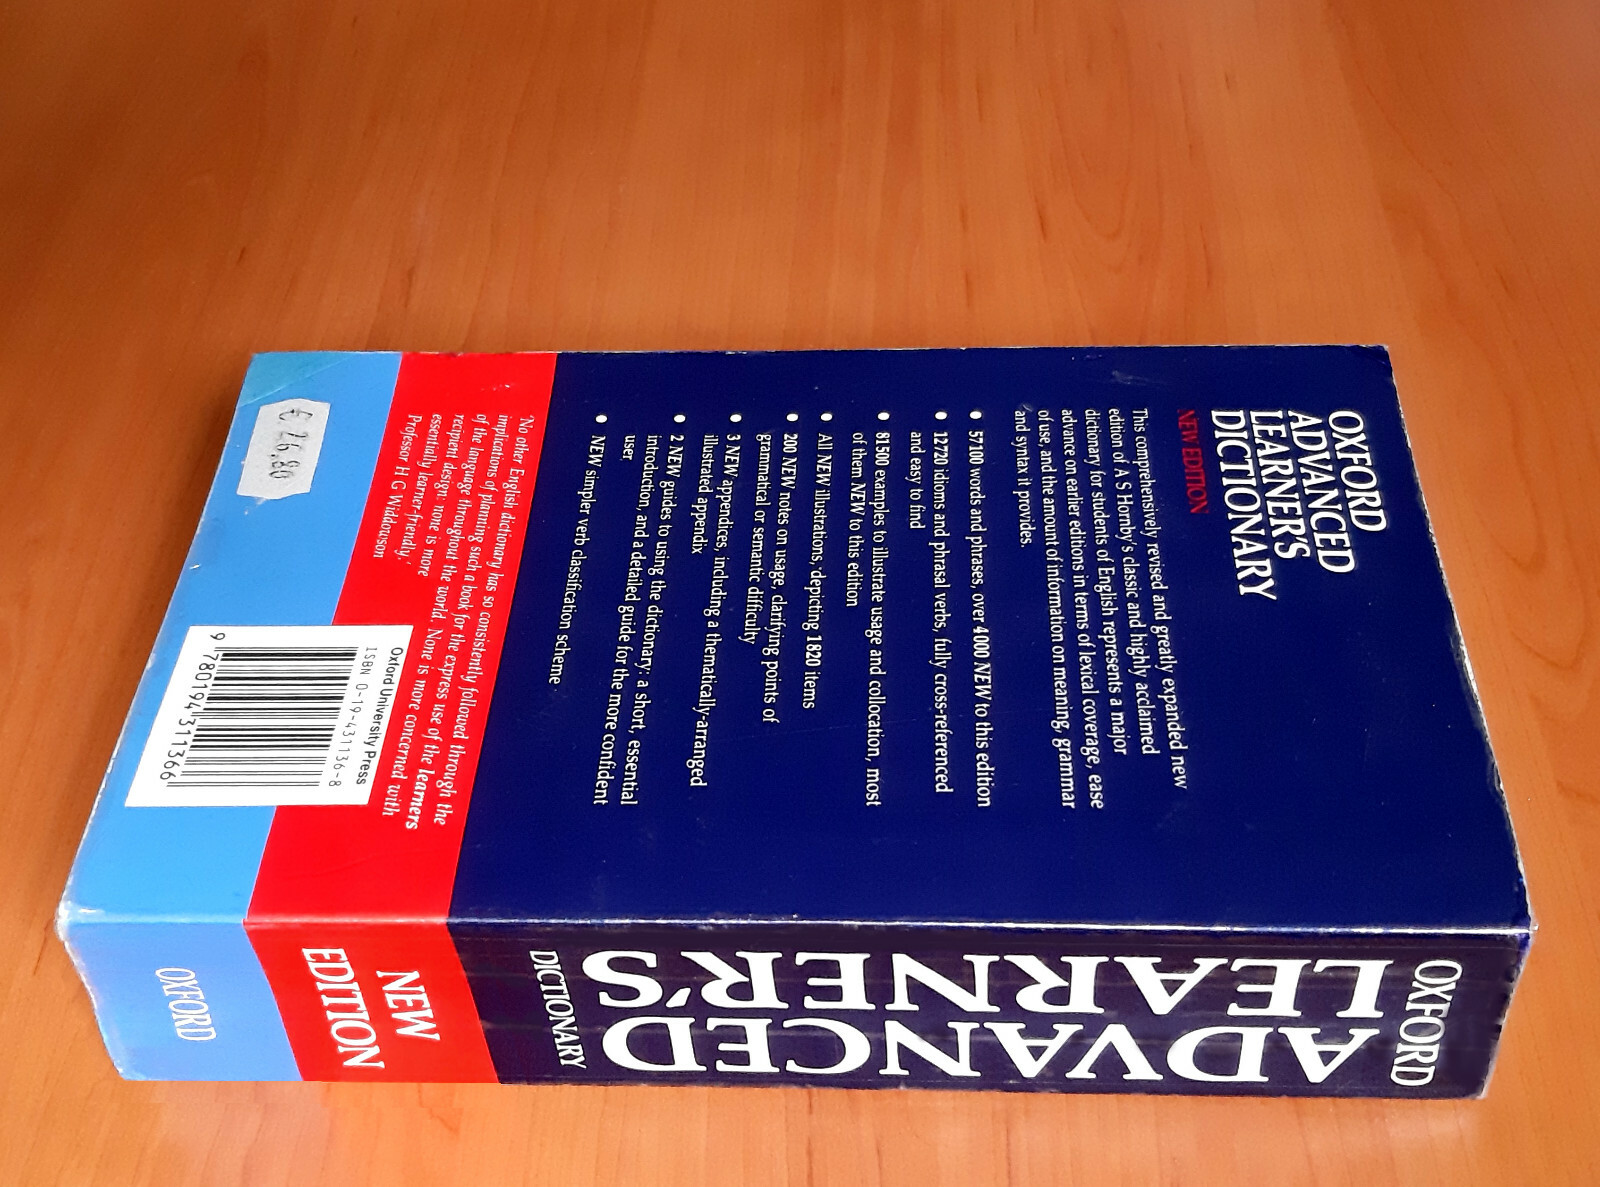 OXFORD
ADVANCED
LEARNER'S
DICTIONARY
NEW EDITION
This comprehensively revised and greatly expanded new
edition of A S Hornby's classic and highly acclaimed
dictionary for students of English represents a major
advance on earlier editions in terms of lexical coverage, ease
of use, and the amount of information on meaning, grammar
and syntax it provides.
• 57100 words and phrases, over 4000 NEW to this edition
• 12720 idioms and phrasal verbs, fully cross-referenced
and easy to find
• 81500 examples to illustrate usage and collocation, most
of them NEW to this edition
• All NEW illustrations, depicting 1820 items
• 200 NEW notes on usage, clarifying points of
grammatical or semantic difficulty
• 3 NEW appendices, including a thematically-arranged
illustrated appendix
• 2 NEW guides to using the dictionary: a short, essential
introduction, and a detailed guide for the more confident
user
• NEW simpler verb classification scheme
'No other English dictionary has so consistently followed through the
implications of planning such a book for the express use of the learners
of the language throughout the world. None is more concerned with
recipient design: none is more
essentially learner-friendly.'
Professor H G Widdowson
Oxford University Press
ISBN 0-19-431136-8
9 780194 311366
€ 26,80
OXFORD
ADVANCED
LEARNER'S
DICTIONARY
NEW
EDITION
OXFORD